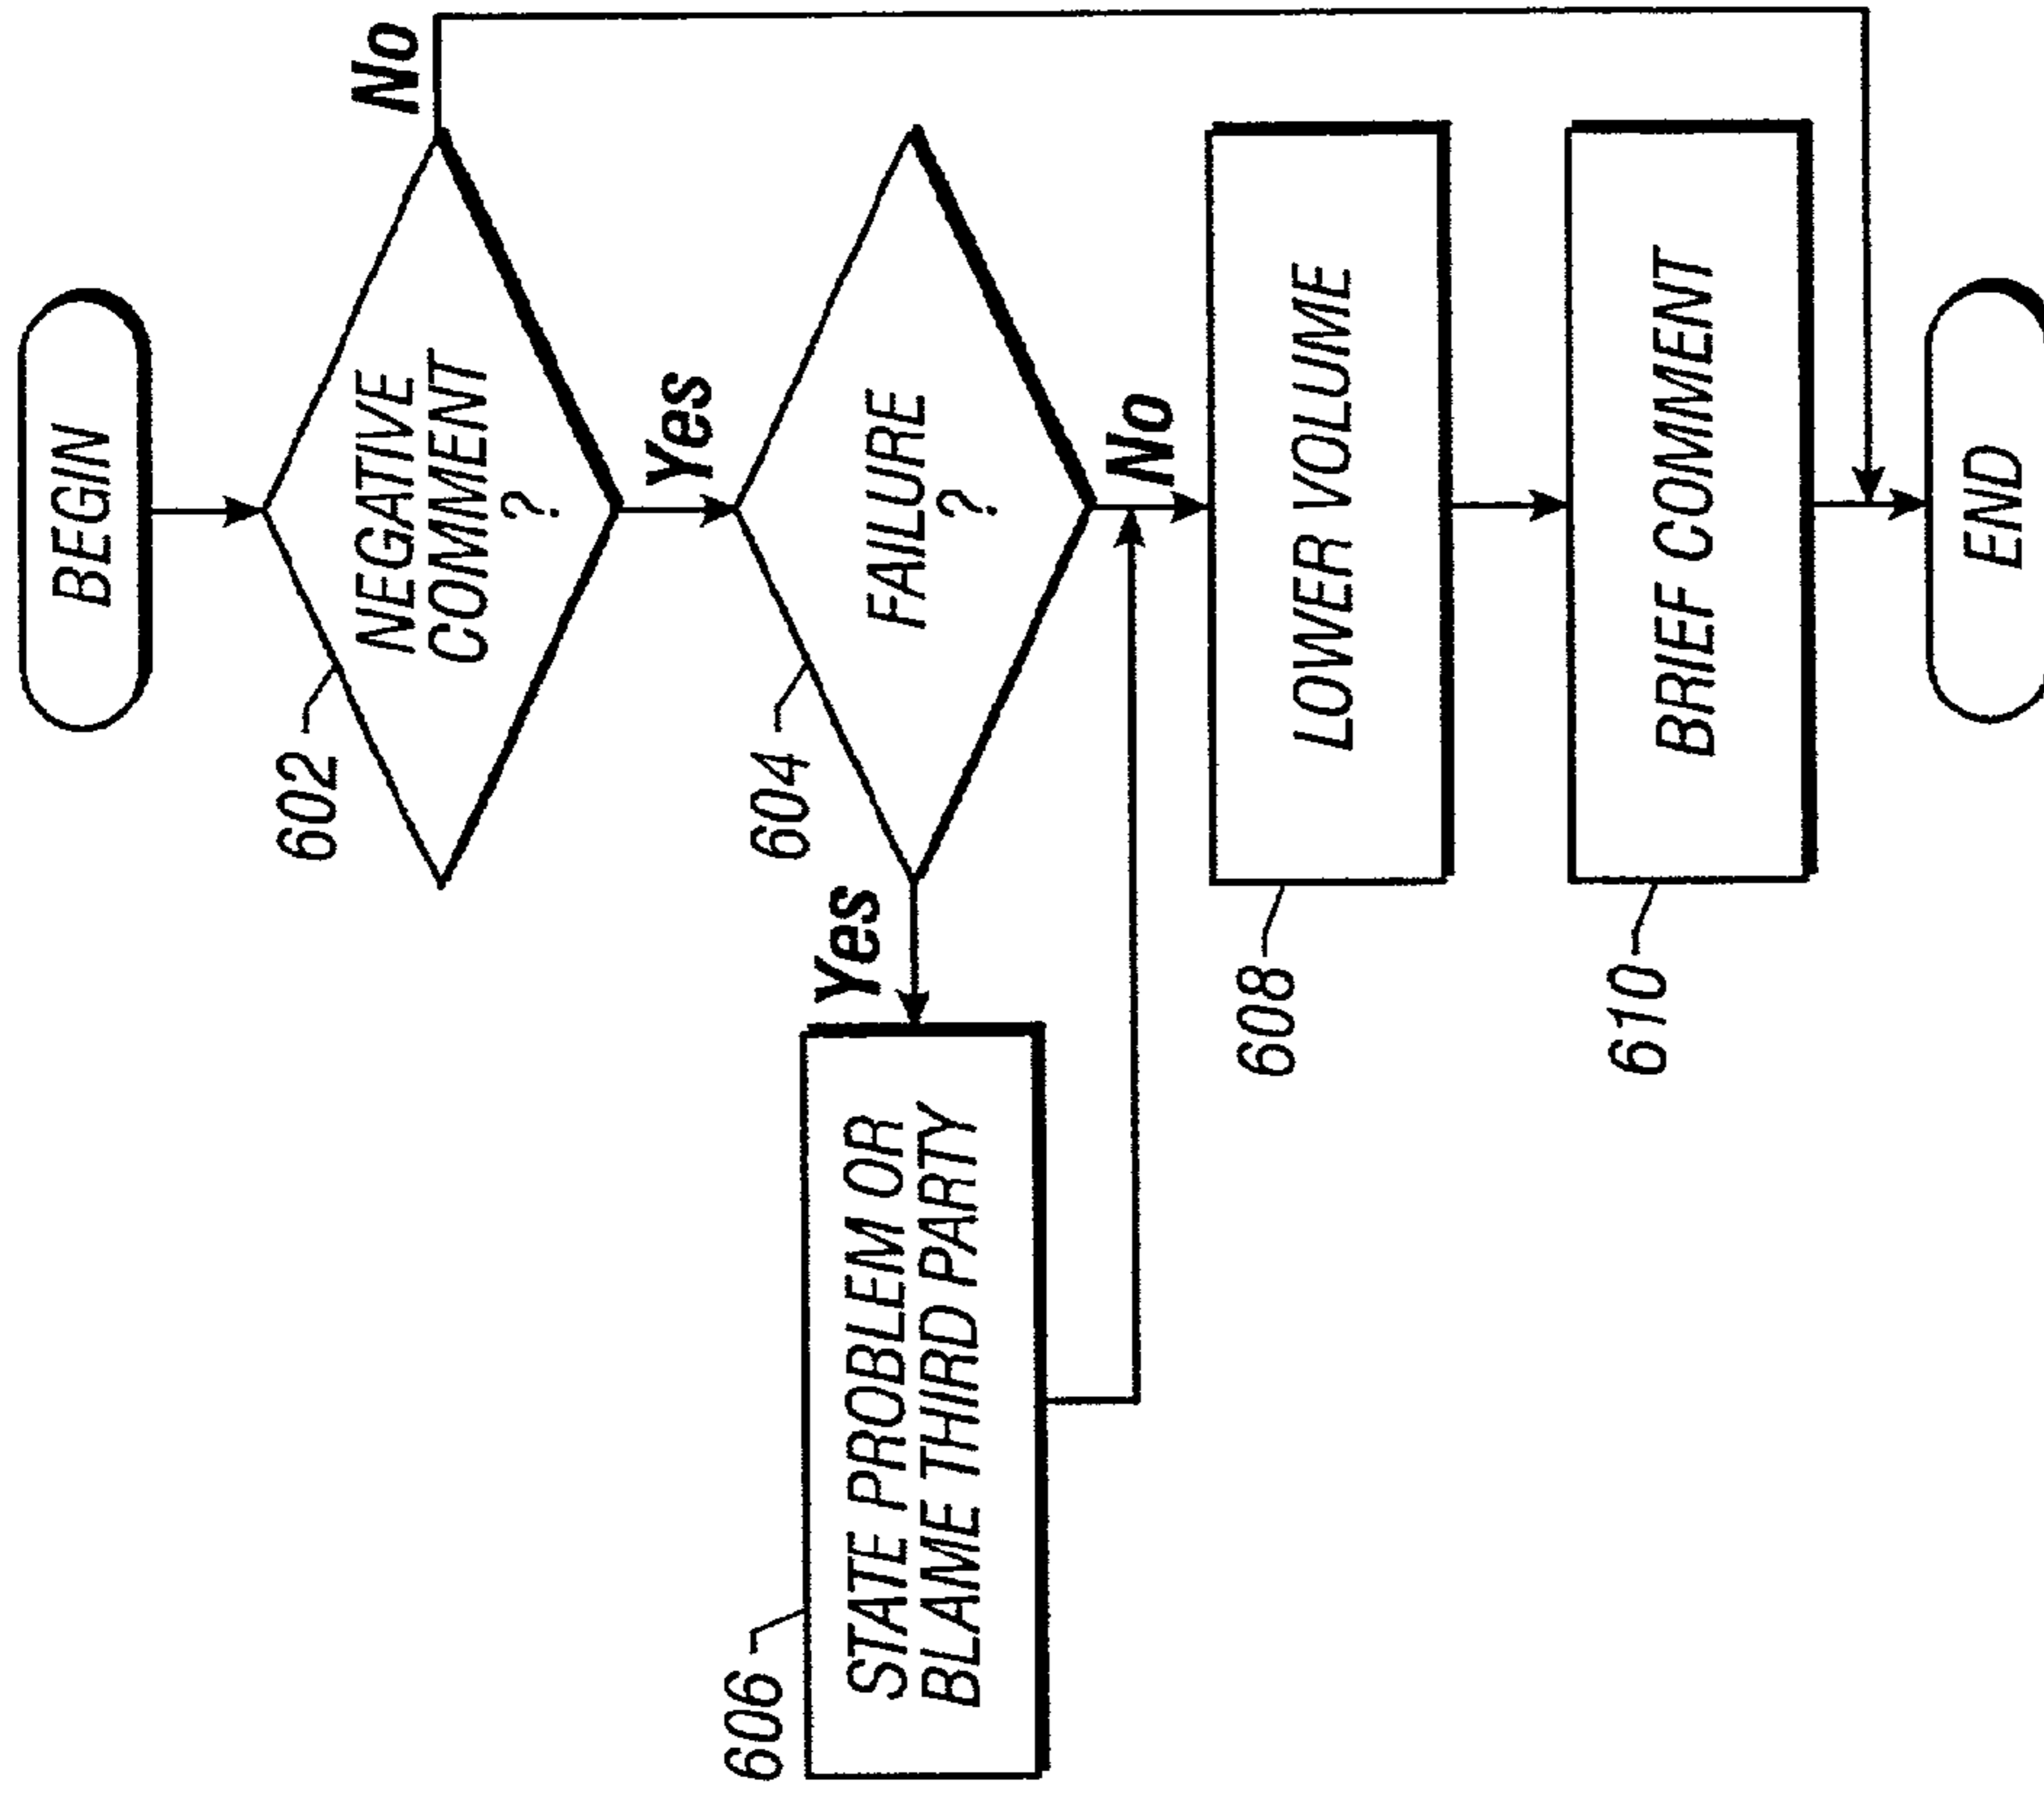 BEGIN
602
NEGATIVE
COMMENT
?
No
Yes
604
FAILURE
?
Yes
No
606
STATE PROBLEM OR
BLAME THIRD PARTY
608
LOWER VOLUME
610
BRIEF COMMENT
END